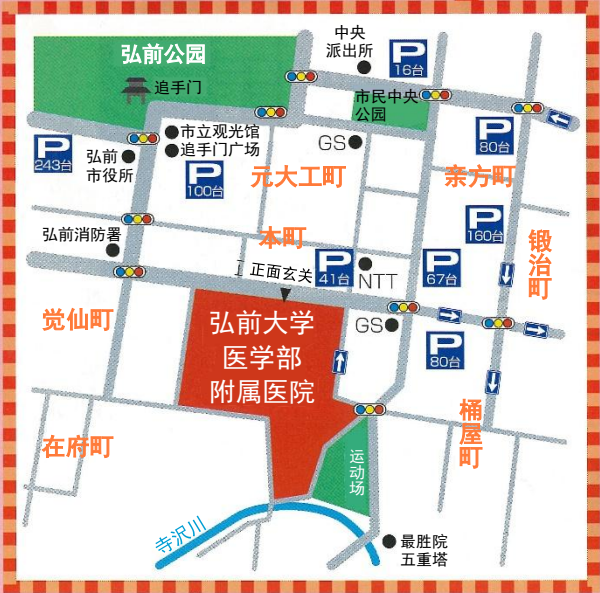 中央
派出所
弘前公园
P
16台
追手门
市民中央
公园
市立观光馆
追手门广场
GS
P
80台
P
243台
弘前
市役所
P
100台
元大工町
亲方町
弘前消防署
本町
P
160台
锻冶町
正面玄关
P
41台
NTT
P
67台
觉仙町
弘前大学
医学部
附属医院
GS
P
80台
桶屋町
在府町
运动场
寺沢川
最胜院
五重塔